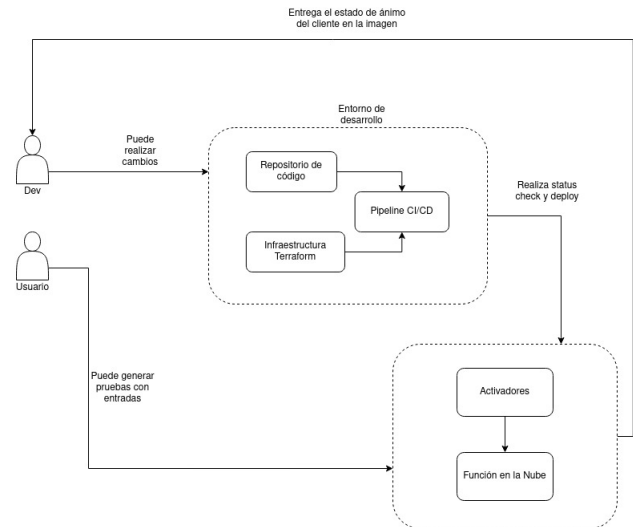 Entrega el estado de ánimo
del cliente en la imagen
Entorno de
desarrollo
Puede
realizar
cambios
Repositorio de
código
Dev
Pipeline CI/CD
Realiza status
check y deploy
Infraestructura
Terraform
Usuario
Puede generar
pruebas con
entradas
Activadores
Función en la Nube